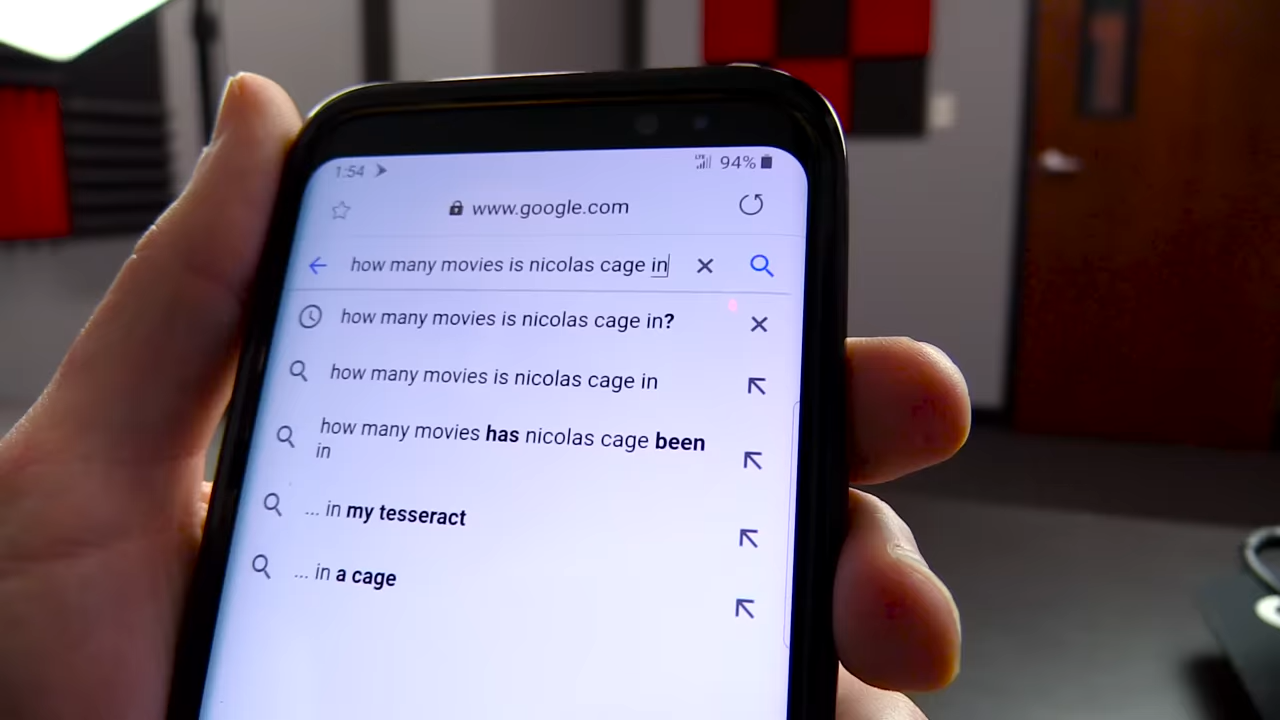 1:54
LTE 94%
www.google.com
how many movies is nicolas cage in
how many movies is nicolas cage in?
how many movies is nicolas cage in
how many movies has nicolas cage been
in
... in my tesseract
... in a cage